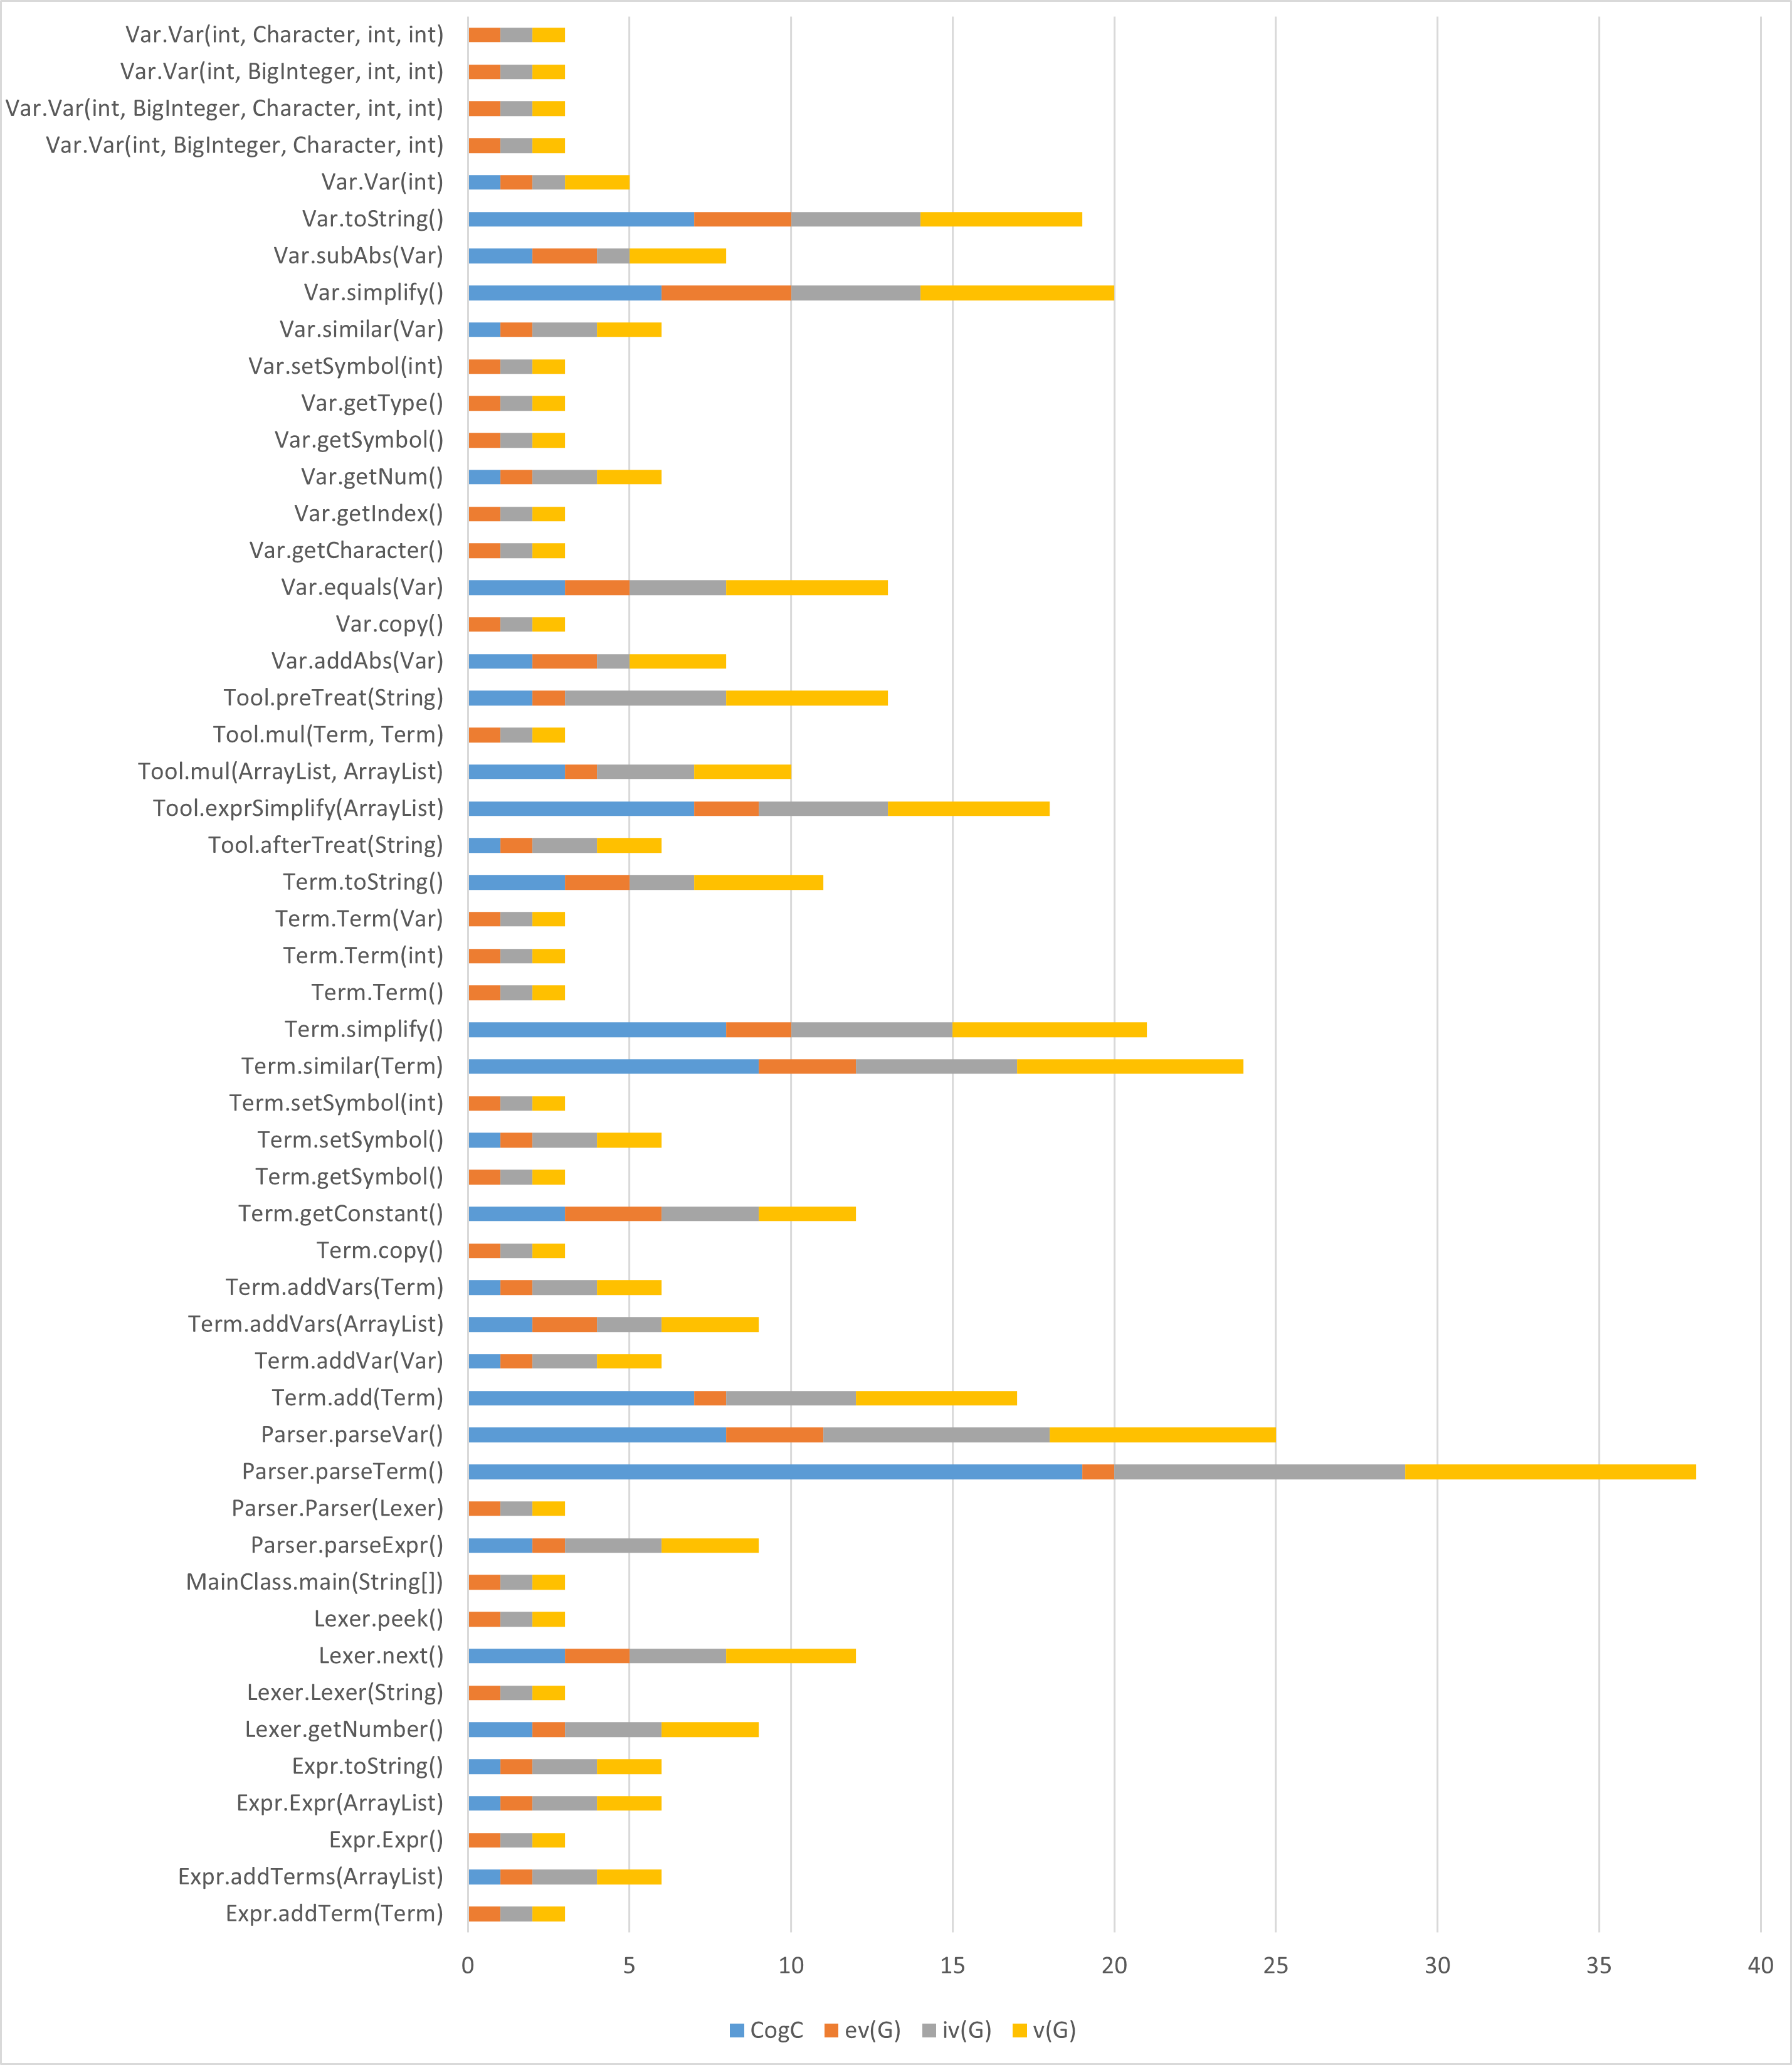 Var.Var(int, Character, int, int)
Var.Var(int, BigInteger, int, int)
Var.Var(int, BigInteger, Character, int, int)
Var.Var(int, BigInteger, Character, int)
Var.Var(int)
Var.toString()
Var.subAbs(Var)
Var.simplify()
Var.similar(Var)
Var.setSymbol(int)
Var.getType()
Var.getSymbol()
Var.getNum()
Var.getIndex()
Var.getCharacter()
Var.equals(Var)
Var.copy()
Var.addAbs(Var)
Tool.preTreat(String)
Tool.mul(Term, Term)
Tool.mul(ArrayList, ArrayList)
Tool.exprSimplify(ArrayList)
Tool.afterTreat(String)
Term.toString()
Term.Term(Var)
Term.Term(int)
Term.Term()
Term.simplify()
Term.similar(Term)
Term.setSymbol(int)
Term.setSymbol()
Term.getSymbol()
Term.getConstant()
Term.copy()
Term.addVars(Term)
Term.addVars(ArrayList)
Term.addVar(Var)
Term.add(Term)
Parser.parseVar()
Parser.parseTerm()
Parser.Parser(Lexer)
Parser.parseExpr()
MainClass.main(String[])
Lexer.peek()
Lexer.next()
Lexer.Lexer(String)
Lexer.getNumber()
Expr.toString()
Expr.Expr(ArrayList)
Expr.Expr()
Expr.addTerms(ArrayList)
Expr.addTerm(Term)
0 5 10 15 20 25 30 35 40
CogC ev(G) iv(G) v(G)